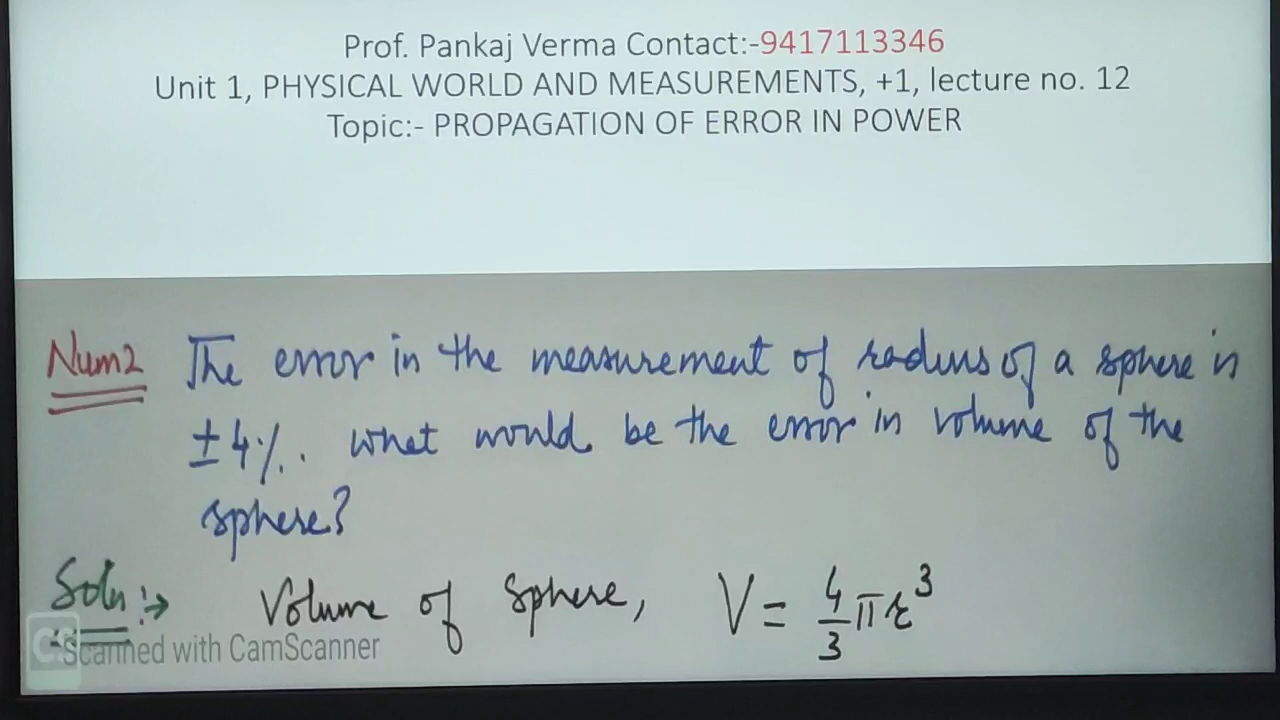 Prof. Pankaj Verma Contact:-9417113346
Unit 1, PHYSICAL WORLD AND MEASUREMENTS, +1, lecture no. 12
Topic:- PROPAGATION OF ERROR IN POWER
Num2 The error in the measurement of radius of a sphere is
±4%. what would be the error in volume of the
sphere?
Soln:→ Volume of Sphere, V = 4/3 πr³
CS Scanned with CamScanner